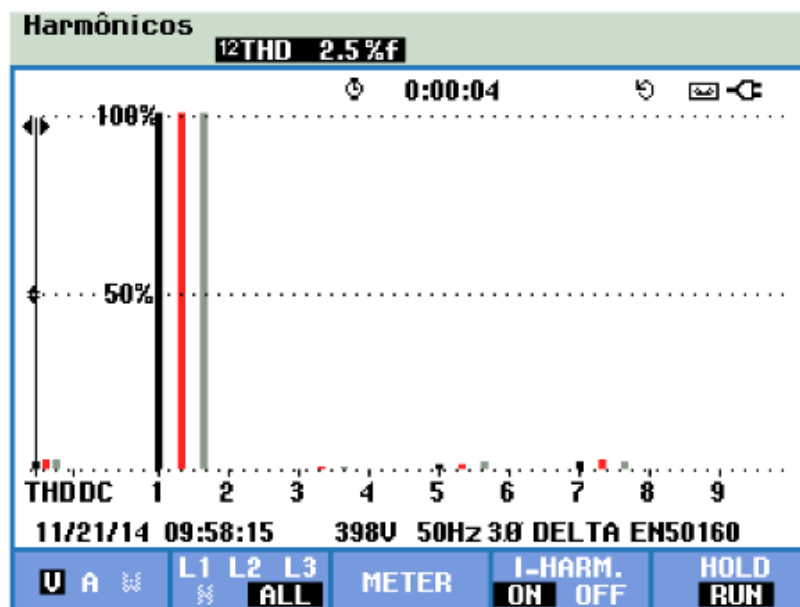 Harmônicos
12THD 2.5%f
0:00:04
100%
50%
THD DC 1 2 3 4 5 6 7 8 9
11/21/14 09:58:15 398V 50Hz 3Ø DELTA EN50160
V A W L1 L2 L3 N ALL METER I-HARM. ON OFF HOLD RUN